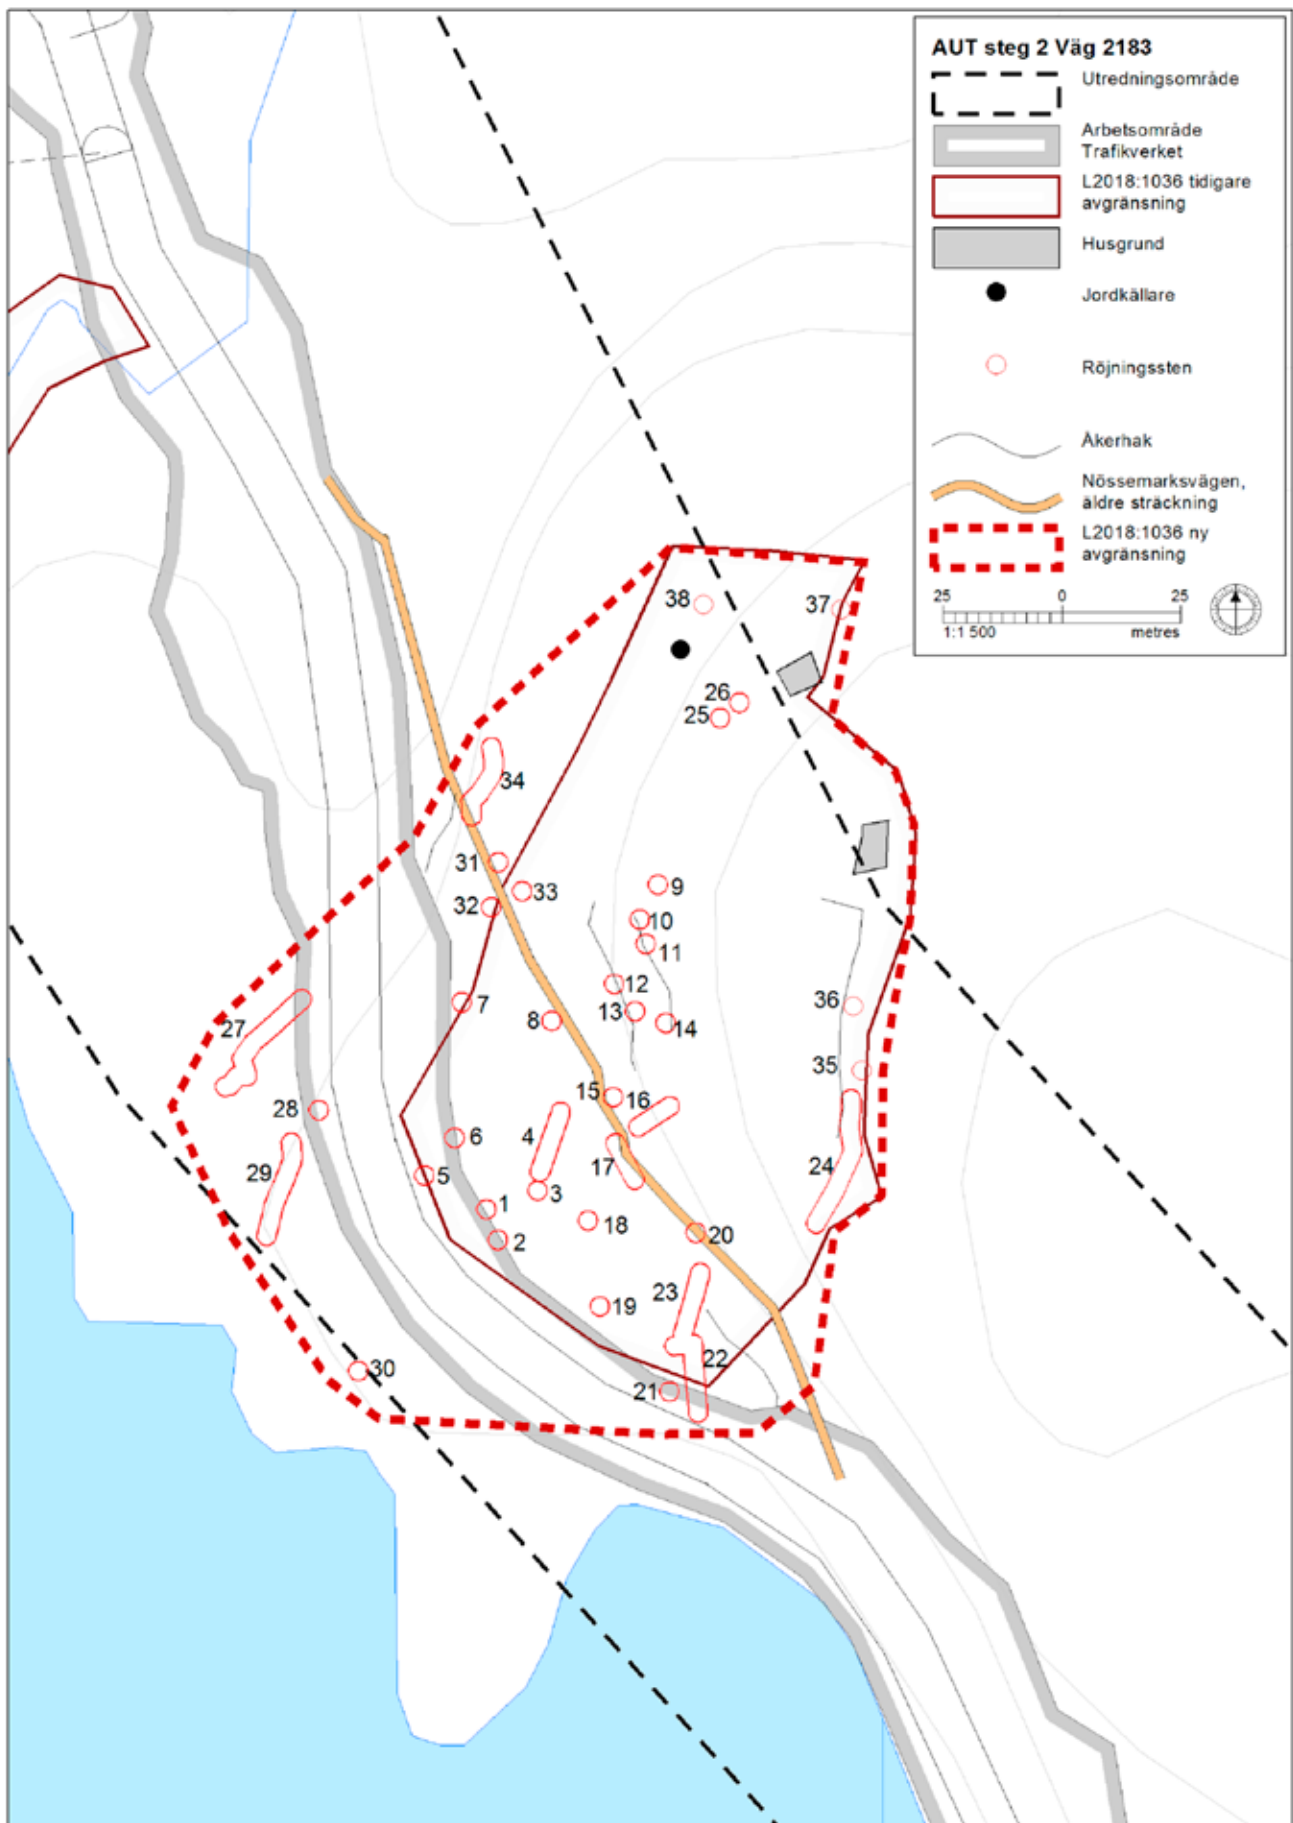 AUT steg 2 Väg 2183
Utredningsområde
Arbetsområde
Trafikverket
L2018:1036 tidigare
avgränsning
Husgrund
Jordkällare
Röjningssten
Åkerhak
Nössemarksvägen,
äldre sträckning
L2018:1036 ny
avgränsning
25 0 25
1:1 500 metres
38
37
26
25
34
31
33
32
9
10
11
12
13
14
7
8
36
35
27
28
15
16
4
6
17
24
29
5
3
1
2
18
20
23
19
22
21
30